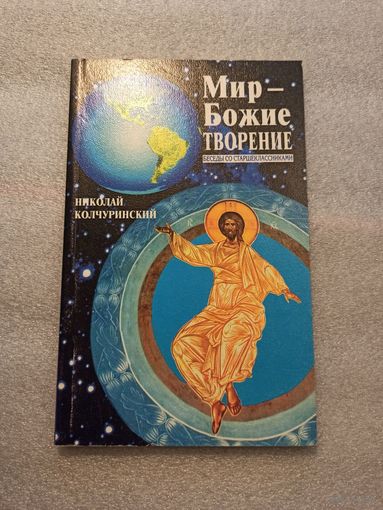 Мир –
Божие
ТВОРЕНИЕ
БЕСЕДЫ СО СТАРШЕКЛАССНИКАМИ
НИКОЛАЙ
КОЛЧУРИНСКИЙ